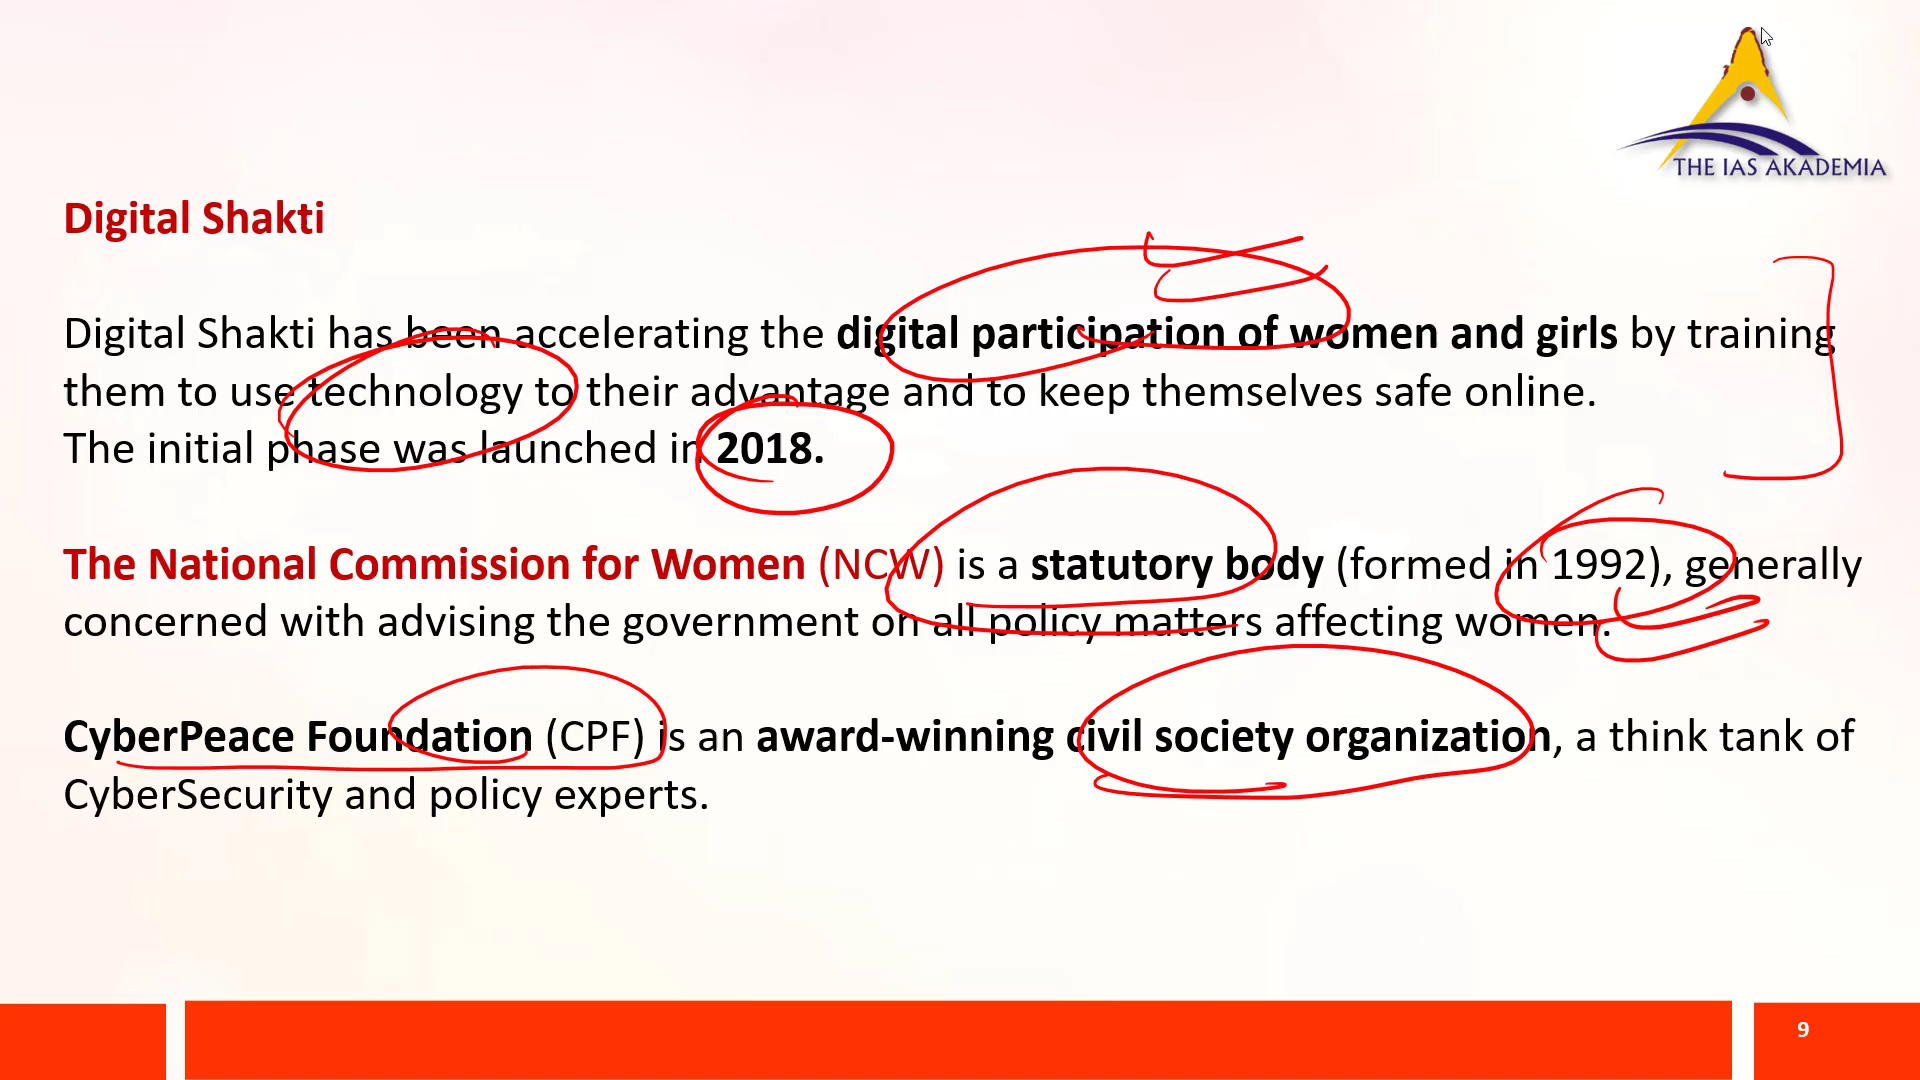 THE IAS AKADEMIA
Digital Shakti
Digital Shakti has been accelerating the digital participation of women and girls by training
them to use technology to their advantage and to keep themselves safe online.
The initial phase was launched in 2018.
The National Commission for Women (NCW) is a statutory body (formed in 1992), generally
concerned with advising the government on all policy matters affecting women.
CyberPeace Foundation (CPF) is an award-winning civil society organization, a think tank of
CyberSecurity and policy experts.
9